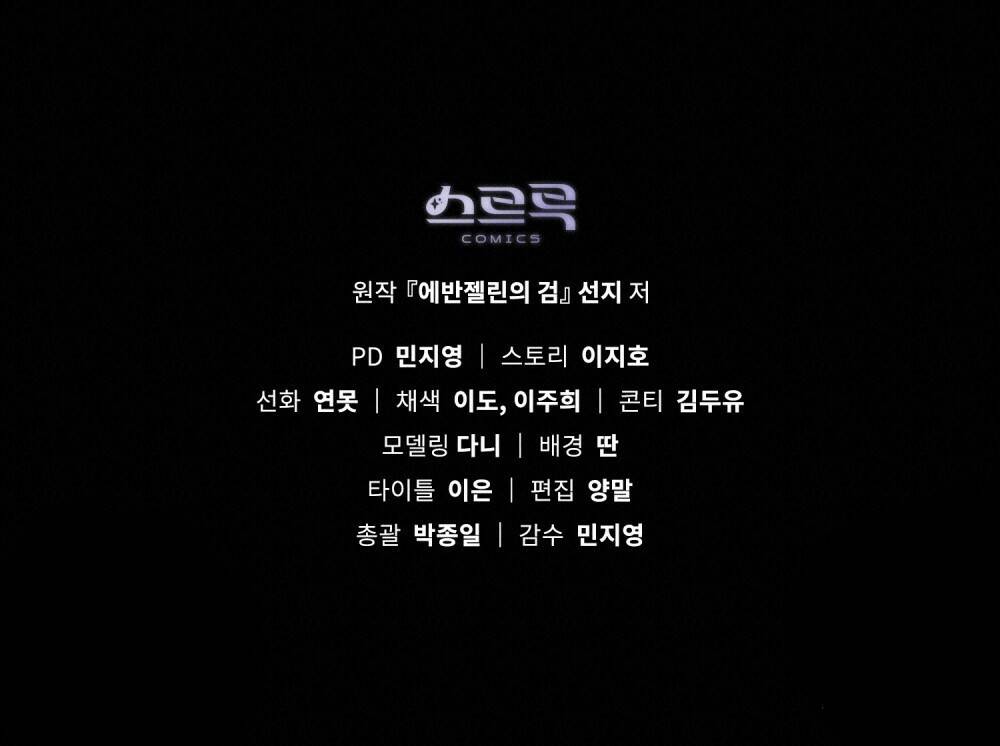 스르륵
COMICS
원작 『에반젤린의 검』 선지 저
PD 민지영 | 스토리 이지호
선화 연못 | 채색 이도, 이주희 | 콘티 김두유
모델링 다니 | 배경 딴
타이틀 이은 | 편집 양말
총괄 박종일 | 감수 민지영